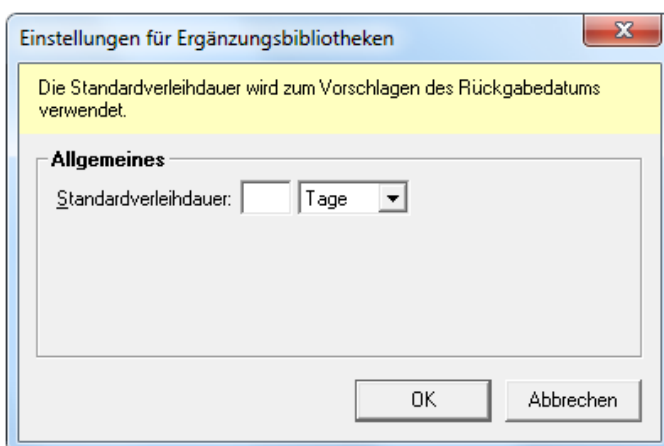 Einstellungen für Ergänzungsbibliotheken
Die Standardverleihdauer wird zum Vorschlagen des Rückgabedatums
verwendet.
Allgemeines
Standardverleihdauer: Tage
OK Abbrechen